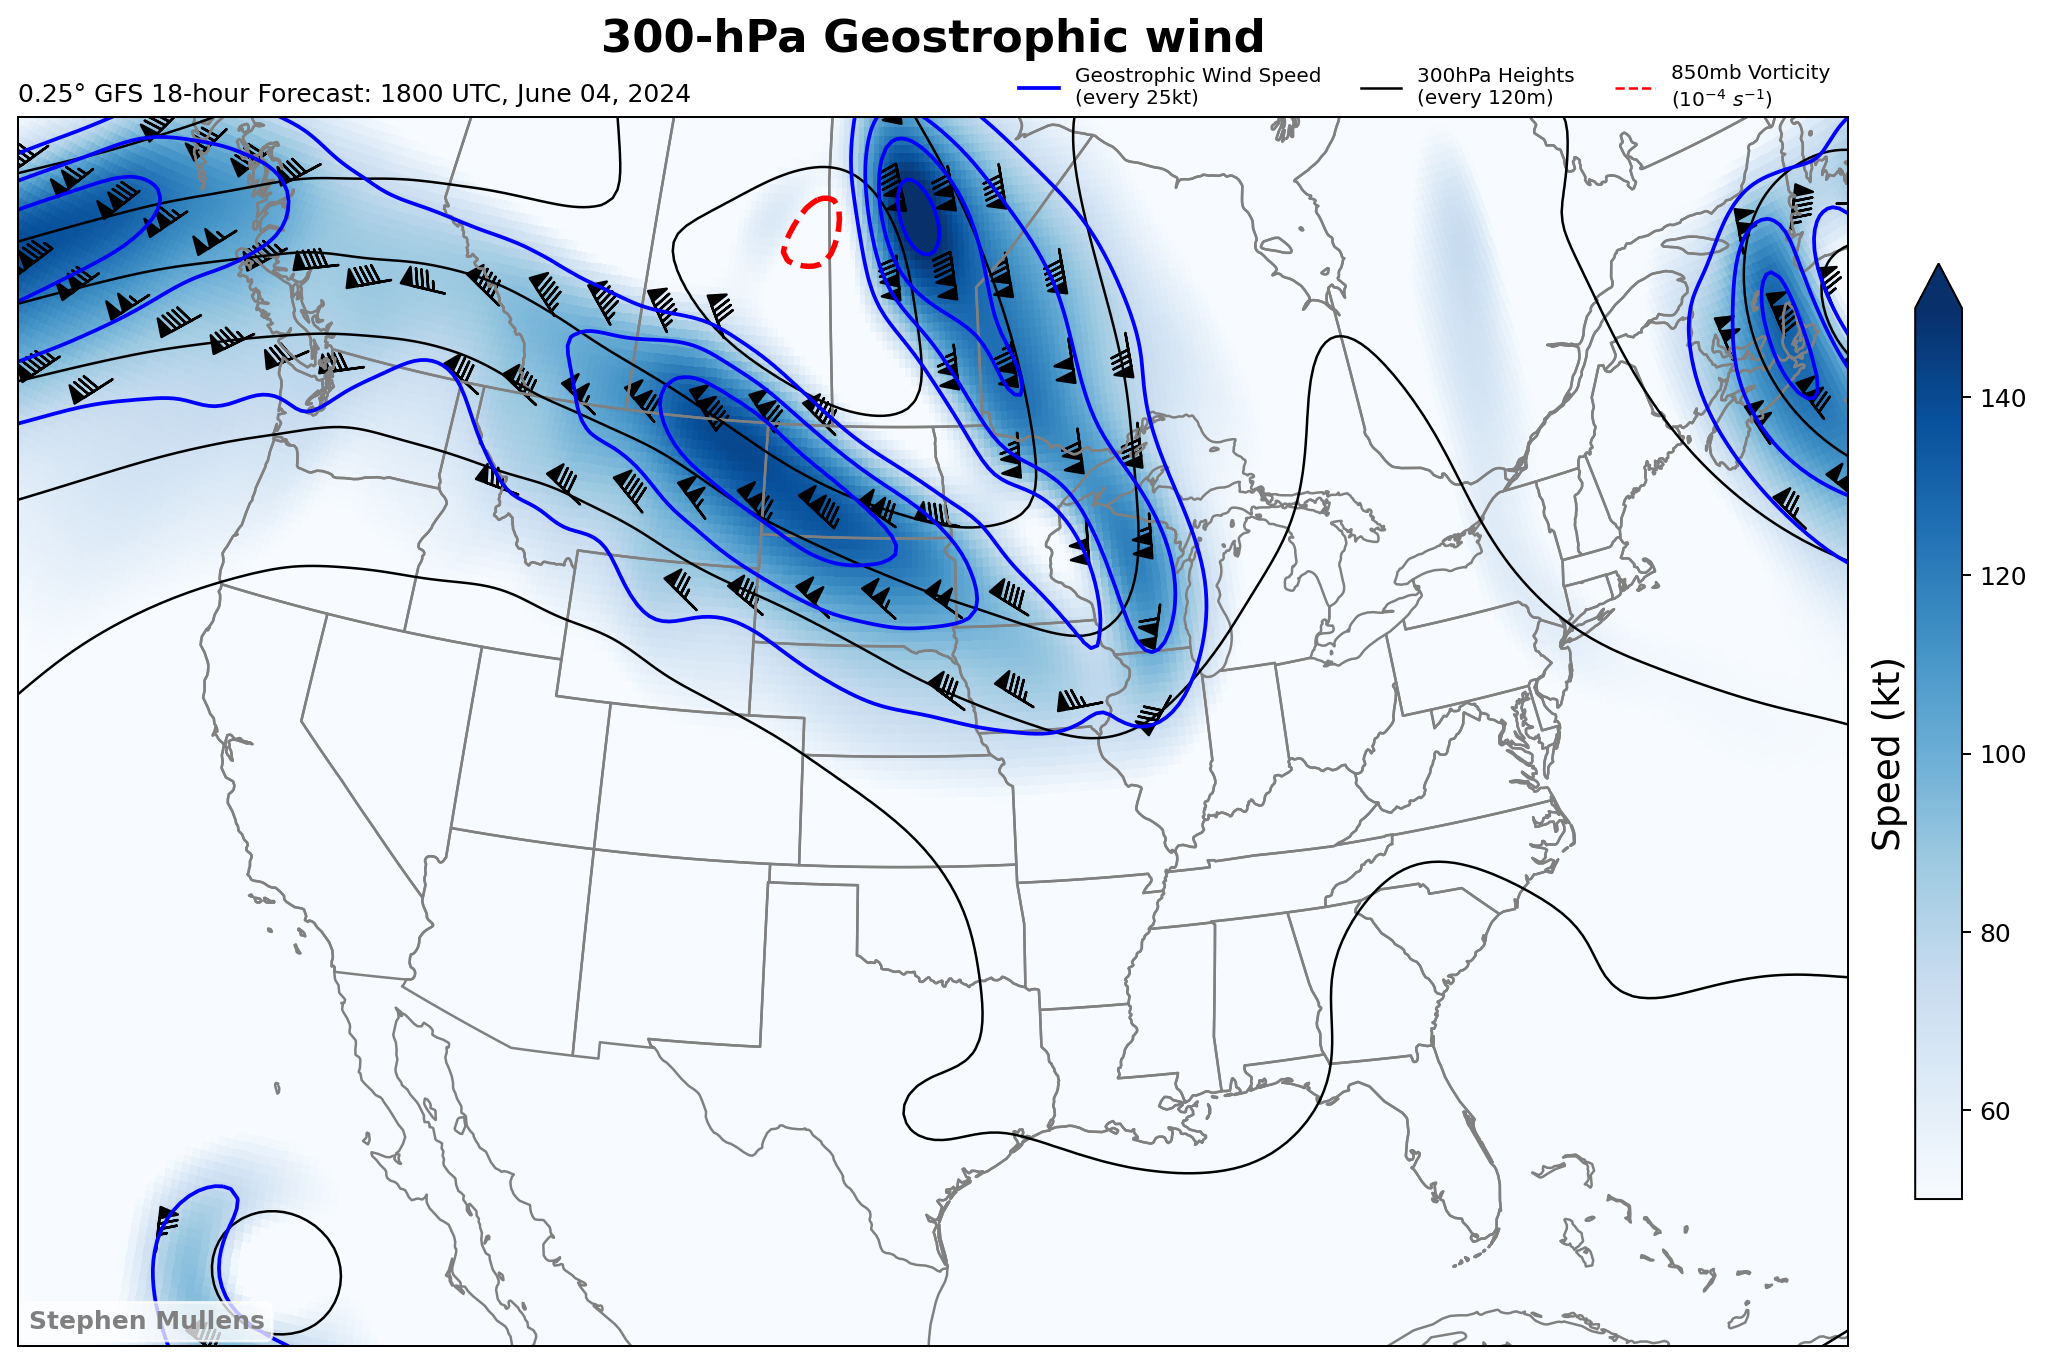 300-hPa Geostrophic wind
0.25° GFS 18-hour Forecast: 1800 UTC, June 04, 2024
Geostrophic Wind Speed
(every 25kt)
300hPa Heights
(every 120m)
850mb Vorticity
(10⁻⁴ s⁻¹)
140
120
100
80
60
Speed (kt)
Stephen Mullens